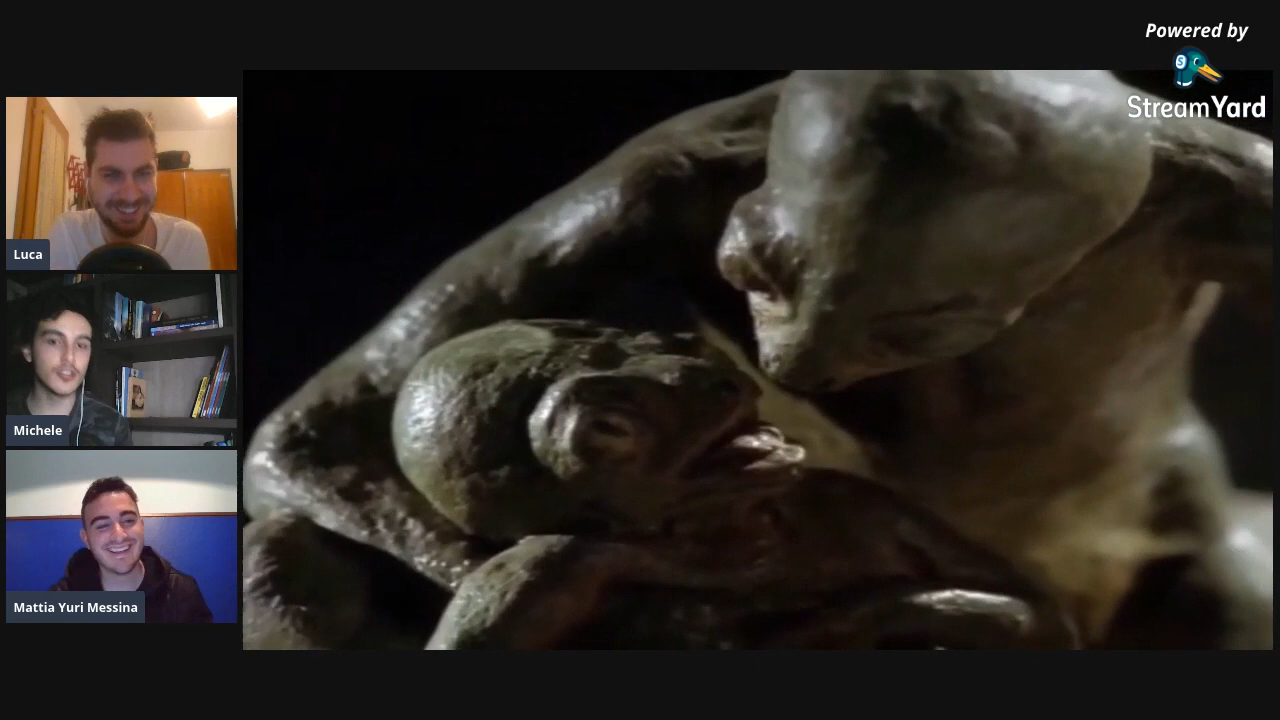 Powered by
StreamYard
Luca
Michele
Mattia Yuri Messina